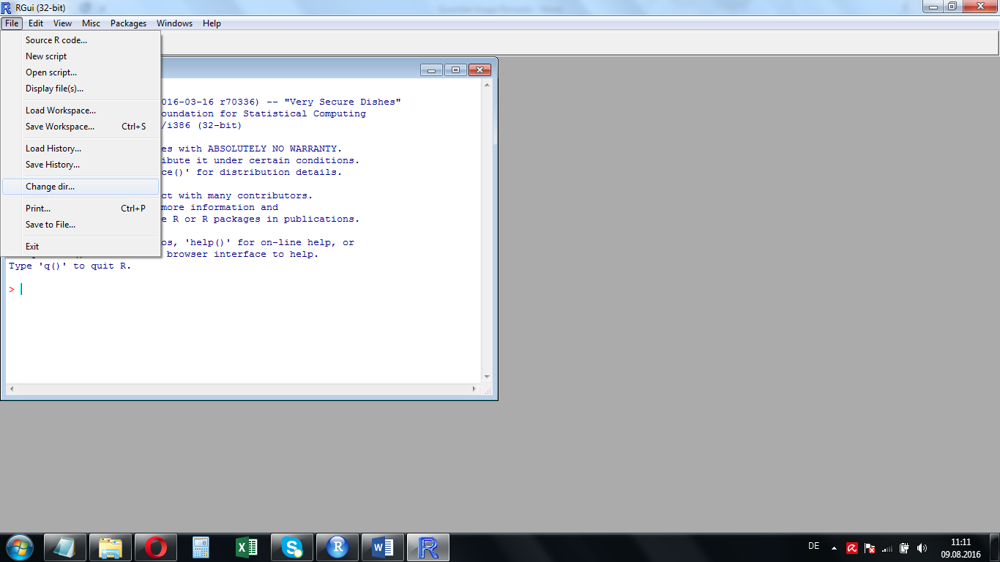 RGui (32-bit)
File Edit View Misc Packages Windows Help
Source R code...
New script
Open script...
Display file(s)...
Load Workspace...
Save Workspace... Ctrl+S
Load History...
Save History...
Change dir...
Print... Ctrl+P
Save to File...
Exit
016-03-16 r70336) -- "Very Secure Dishes"
oundation for Statistical Computing
/i386 (32-bit)
es with ABSOLUTELY NO WARRANTY.
ibute it under certain conditions.
ce()' for distribution details.
ct with many contributors.
more information and
e R or R packages in publications.
os, 'help()' for on-line help, or
browser interface to help.
Type 'q()' to quit R.
>
DE
11:11
09.08.2016